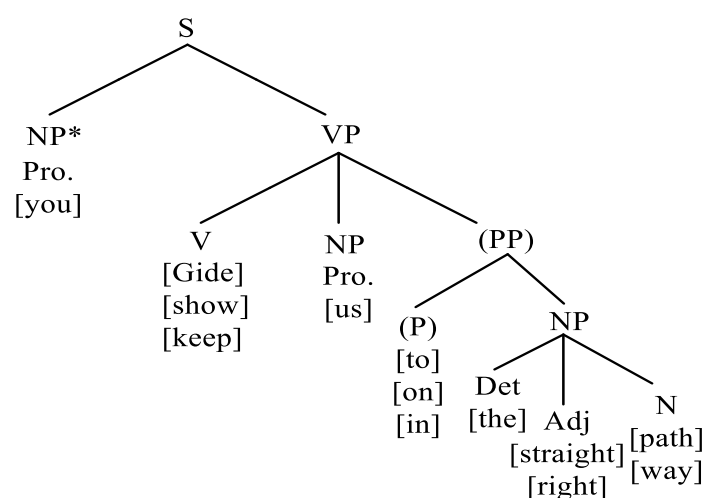 S
NP* VP
Pro.
[you]
V NP (PP)
[Gide] Pro.
[show] [us]
[keep]
(P) NP
[to]
[on]
[in]
Det Adj N
[the] [straight] [path]
[right] [way]